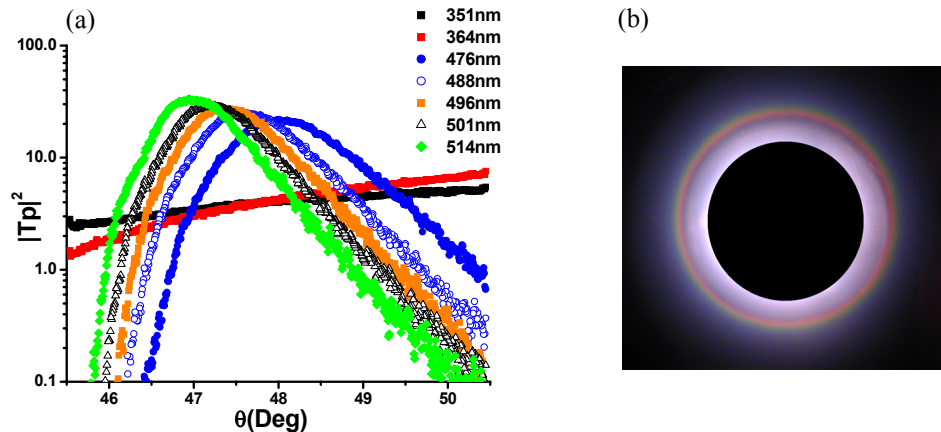 (a)
351nm
364nm
476nm
488nm
496nm
501nm
514nm
100.0
10.0
1.0
0.1
|Tp|²
46 47 48 49 50
θ(Deg)
(b)